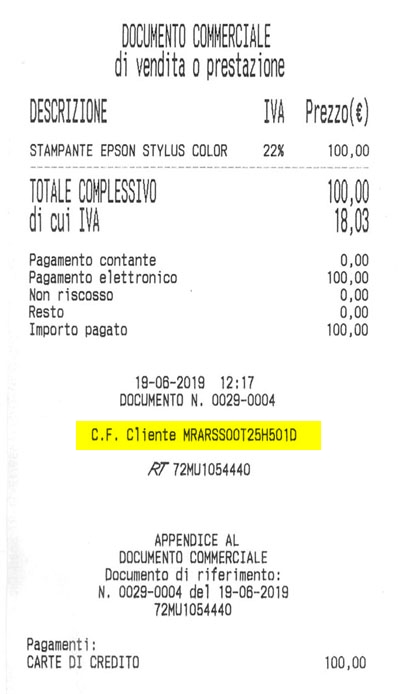 DOCUMENTO COMMERCIALE
di vendita o prestazione
DESCRIZIONE IVA Prezzo(€)
STAMPANTE EPSON STYLUS COLOR 22% 100,00
TOTALE COMPLESSIVO 100,00
di cui IVA 18,03
Pagamento contante 0,00
Pagamento elettronico 100,00
Non riscosso 0,00
Resto 0,00
Importo pagato 100,00
19-06-2019 12:17
DOCUMENTO N. 0029-0004
C.F. Cliente MRARSS00T25H501D
RT 72MU1054440
APPENDICE AL
DOCUMENTO COMMERCIALE
Documento di riferimento:
N. 0029-0004 del 19-06-2019
72MU1054440
Pagamenti:
CARTE DI CREDITO 100,00